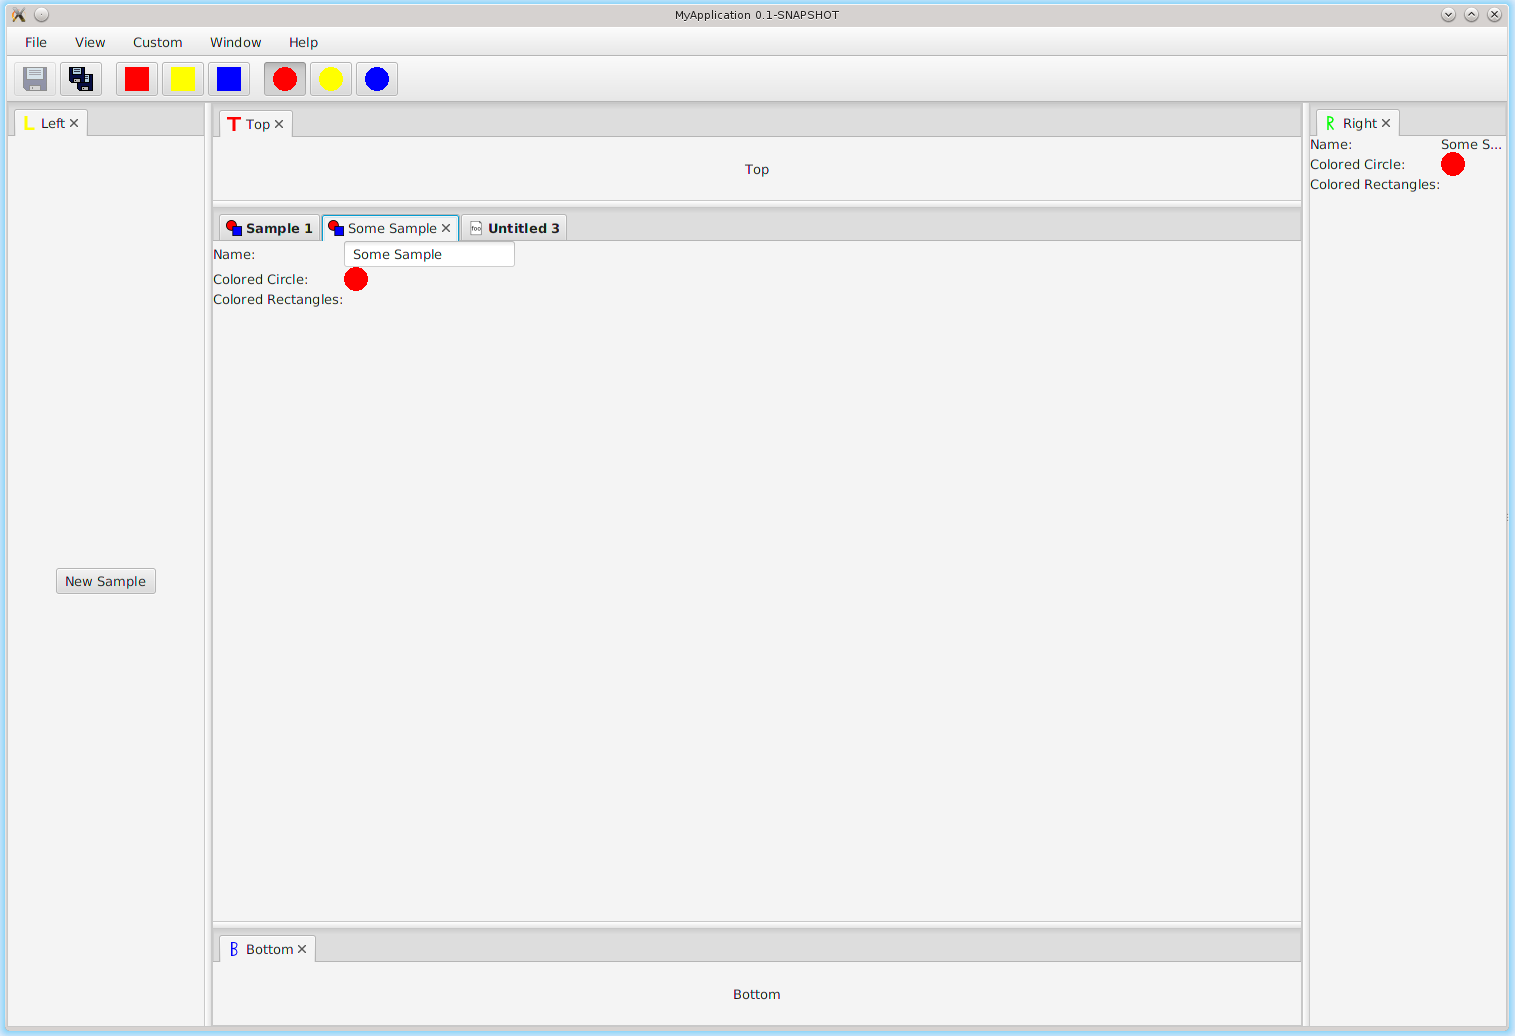 MyApplication 0.1-SNAPSHOT
File View Custom Window Help
L Left
T Top
Top
Sample 1 Some Sample foo Untitled 3
Name: Some Sample
Colored Circle:
Colored Rectangles:
New Sample
B Bottom
Bottom
R Right
Name: Some S...
Colored Circle:
Colored Rectangles: